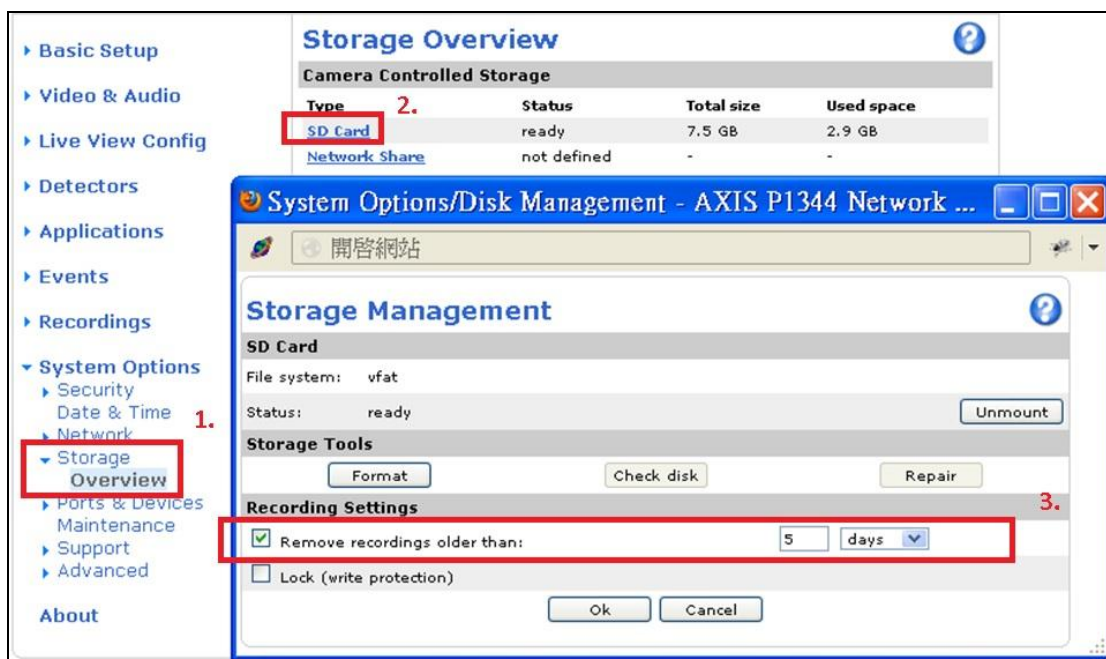 Basic Setup
Video & Audio
Live View Config
Detectors
Applications
Events
Recordings
System Options
Security
Date & Time
1.
Network
Storage
Overview
Ports & Devices
Maintenance
Support
Advanced
About
Storage Overview
Camera Controlled Storage
Type Status Total size Used space
2.
SD Card ready 7.5 GB 2.9 GB
Network Share not defined - -
System Options/Disk Management - AXIS P1344 Network ...
開啓網站
Storage Management
SD Card
File system: vfat
Status: ready Unmount
Storage Tools
Format Check disk Repair
Recording Settings
3.
Remove recordings older than: 5 days
Lock (write protection)
Ok Cancel